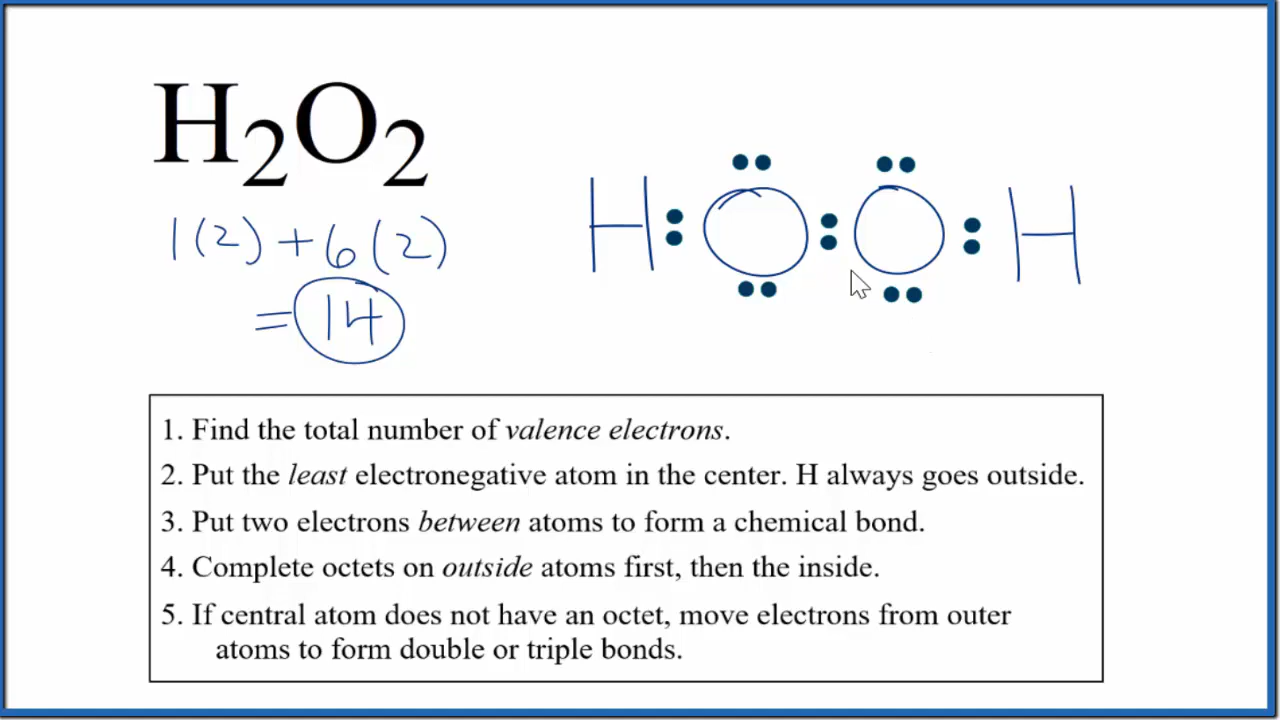 H₂O₂
1(2) + 6(2)
= 14
H:O:O:H
1. Find the total number of valence electrons.
2. Put the least electronegative atom in the center. H always goes outside.
3. Put two electrons between atoms to form a chemical bond.
4. Complete octets on outside atoms first, then the inside.
5. If central atom does not have an octet, move electrons from outer
atoms to form double or triple bonds.